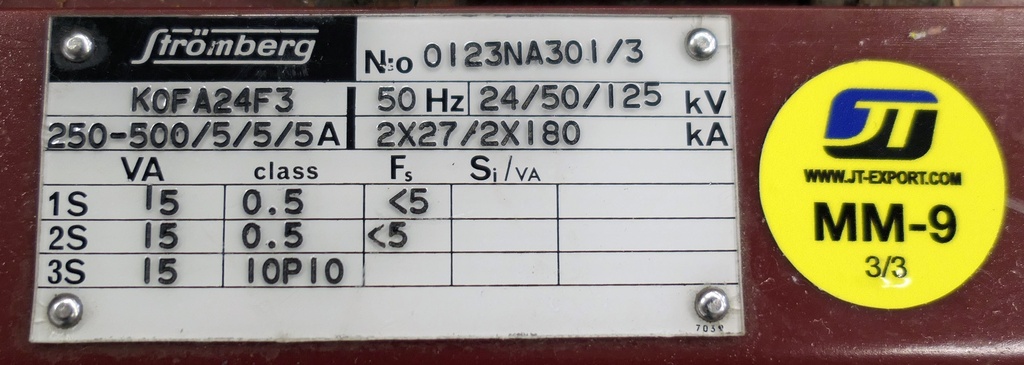 Strömberg
N:o 0123NA301/3
KOFA24F3 50 Hz 24/50/125 kV
250-500/5/5/5A 2X27/2X180 kA
VA class Fs Si/VA
1S 15 0.5 <5
2S 15 0.5 <5
3S 15 10P10
JT
WWW.JT-EXPORT.COM
MM-9
3/3